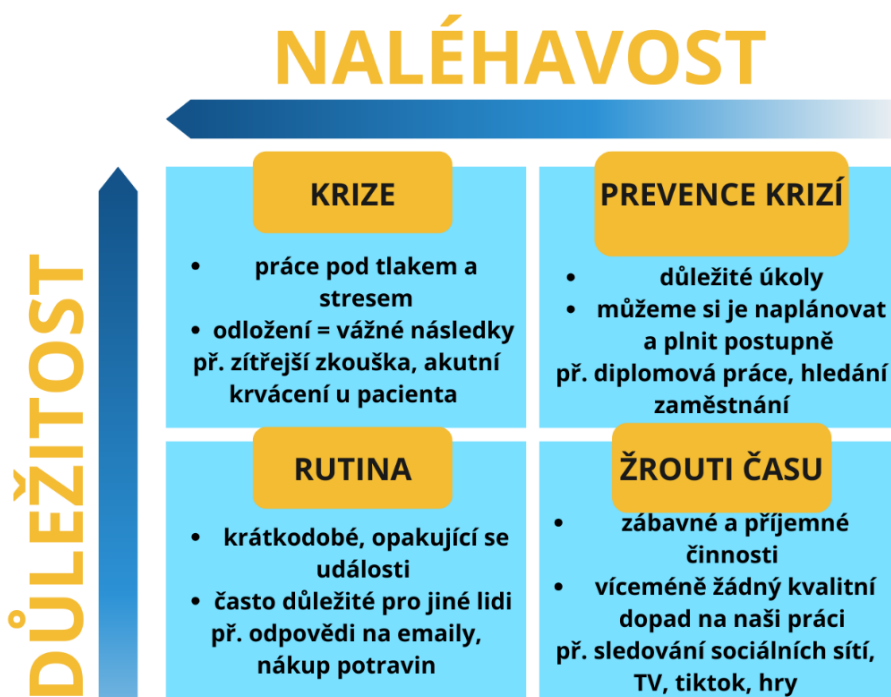 NALÉHAVOST
DŮLEŽITOST
KRIZE
• práce pod tlakem a
stresem
• odložení = vážné následky
př. zítřejší zkouška, akutní
krvácení u pacienta
PREVENCE KRIZÍ
• důležité úkoly
• můžeme si je naplánovat
a plnit postupně
př. diplomová práce, hledání
zaměstnání
RUTINA
• krátkodobé, opakující se
události
• často důležité pro jiné lidi
př. odpovědi na emaily,
nákup potravin
ŽROUTI ČASU
• zábavné a příjemné
činnosti
• víceméně žádný kvalitní
dopad na naši práci
př. sledování sociálních sítí,
TV, tiktok, hry